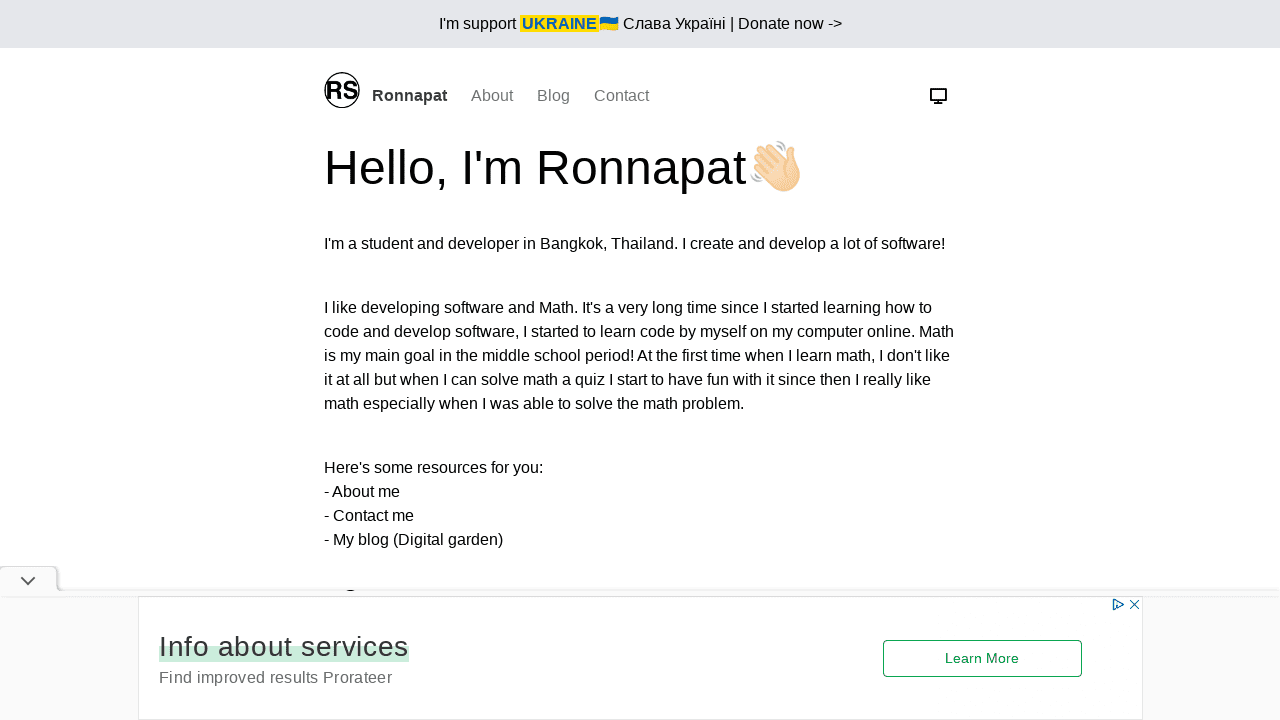 I'm support UKRAINE🇺🇦 Слава Україні | Donate now ->
RS Ronnapat About Blog Contact
Hello, I'm Ronnapat👋🏻
I'm a student and developer in Bangkok, Thailand. I create and develop a lot of software!
I like developing software and Math. It's a very long time since I started learning how to
code and develop software, I started to learn code by myself on my computer online. Math
is my main goal in the middle school period! At the first time when I learn math, I don't like
it at all but when I can solve math a quiz I start to have fun with it since then I really like
math especially when I was able to solve the math problem.
Here's some resources for you:
- About me
- Contact me
- My blog (Digital garden)
Info about services
Find improved results Prorateer
Learn More